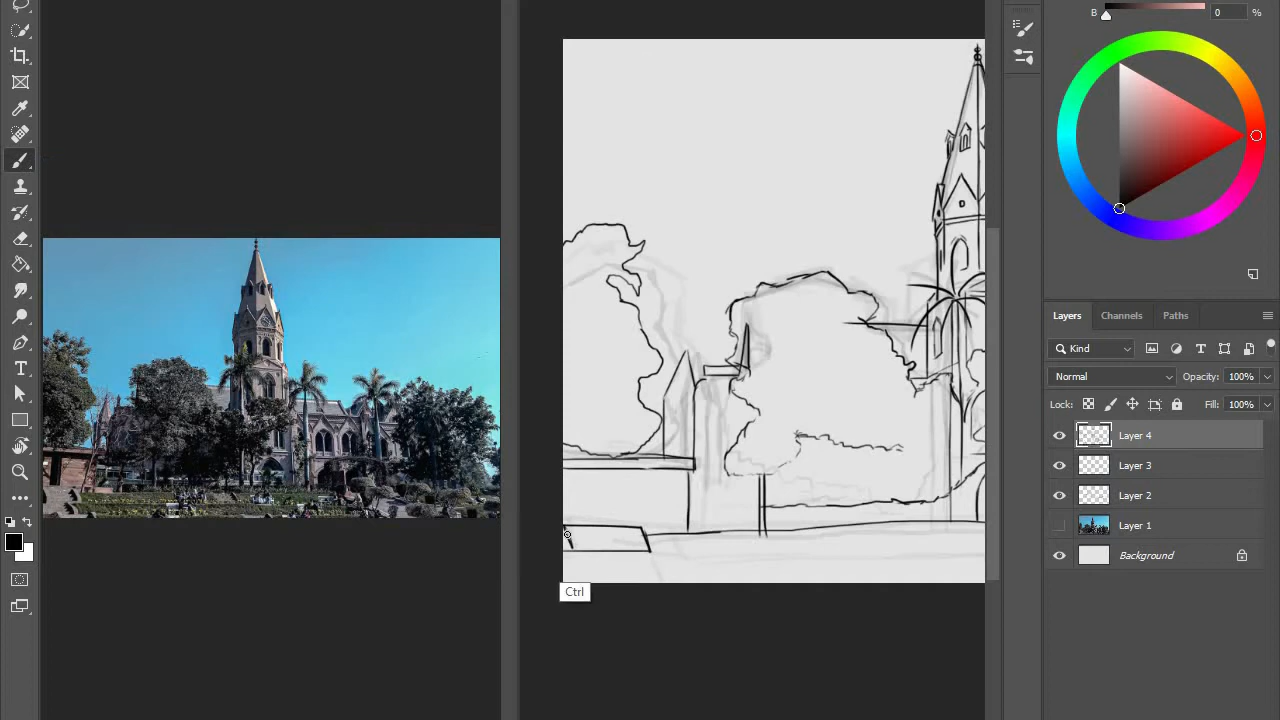 B 0 %
Layers Channels Paths
Kind
Normal Opacity: 100%
Lock: Fill: 100%
Layer 4
Layer 3
Layer 2
Layer 1
Background
Ctrl